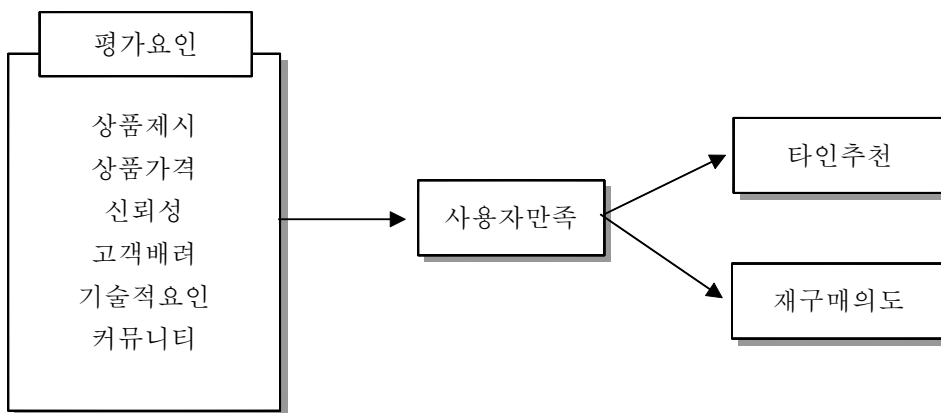 평가요인
상품제시
상품가격
신뢰성
고객배려
기술적요인
커뮤니티
사용자만족
타인추천
재구매의도